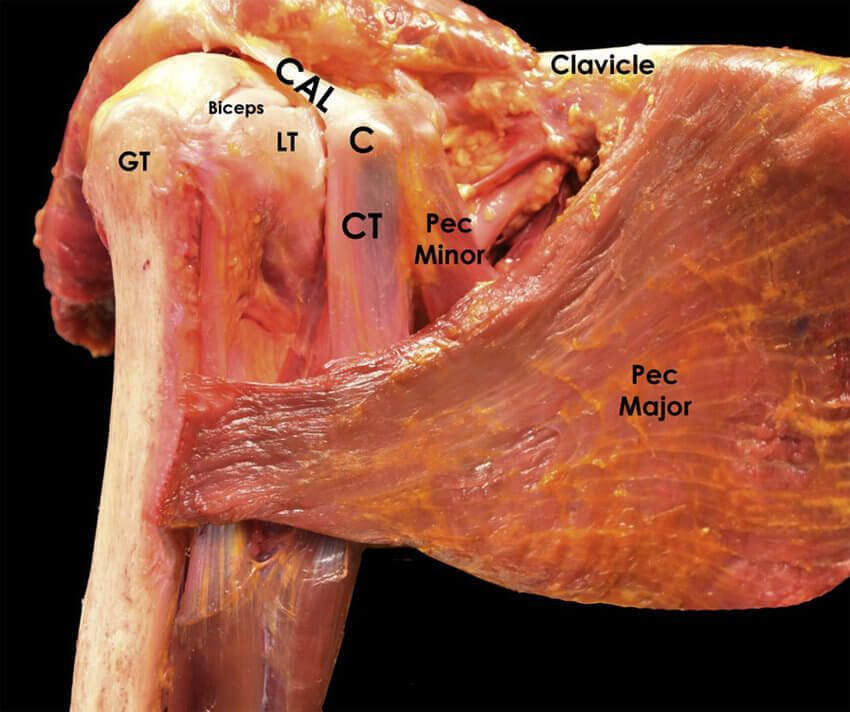 Clavicle
CAL
Biceps
LT
C
GT
CT
Pec
Minor
Pec
Major